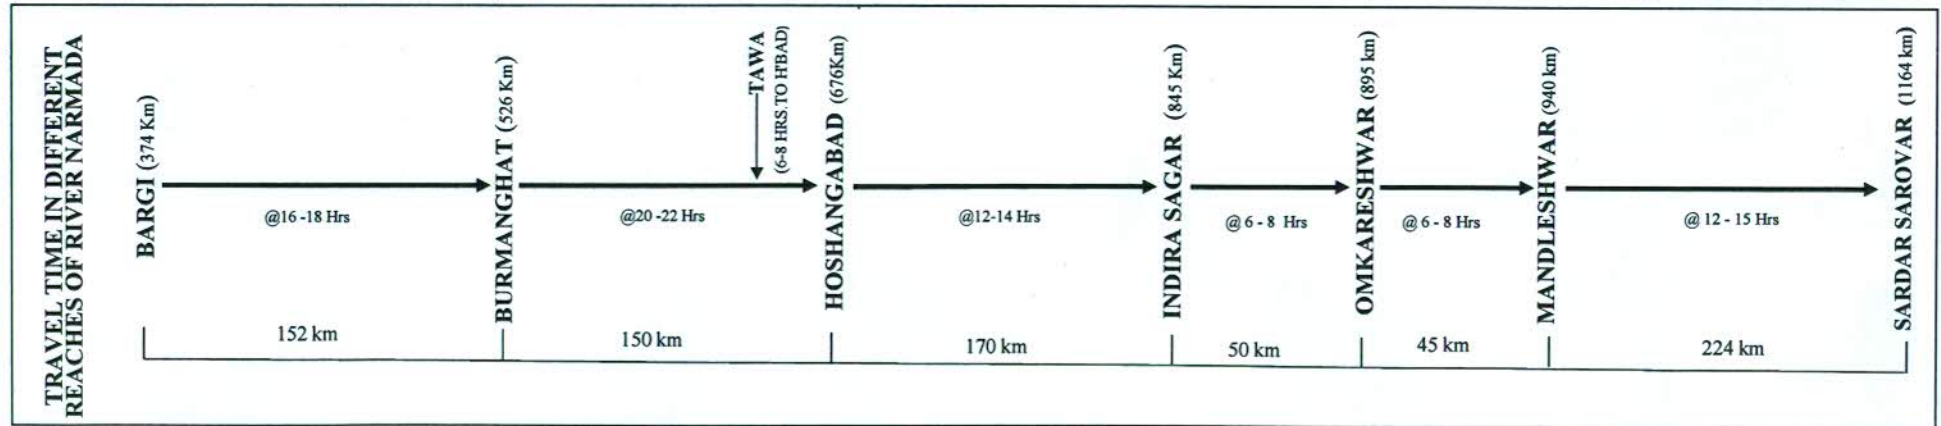 TRAVEL TIME IN DIFFERENT
REACHES OF RIVER NARMADA
BARGI (374 Km)
@16 -18 Hrs
BURMANGHAT (526 Km)
@20 -22 Hrs
TAWA
(6-8 HRS.TO H'BAD)
HOSHANGABAD (676Km)
@12-14 Hrs
INDIRA SAGAR (845 Km)
@ 6 - 8 Hrs
OMKARESHWAR (895 km)
@ 6 - 8 Hrs
MANDLESHWAR (940 km)
@ 12 - 15 Hrs
SARDAR SAROVAR (1164 km)
152 km
150 km
170 km
50 km
45 km
224 km